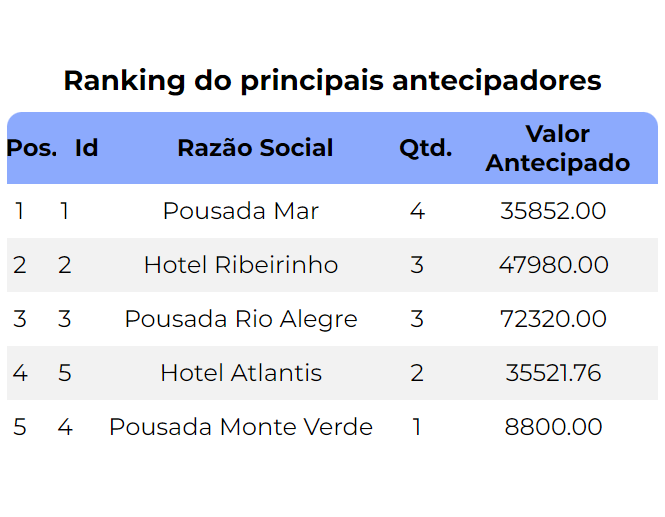 Ranking do principais antecipadores
Pos. Id Razão Social Qtd. Valor Antecipado
1 1 Pousada Mar 4 35852.00
2 2 Hotel Ribeirinho 3 47980.00
3 3 Pousada Rio Alegre 3 72320.00
4 5 Hotel Atlantis 2 35521.76
5 4 Pousada Monte Verde 1 8800.00